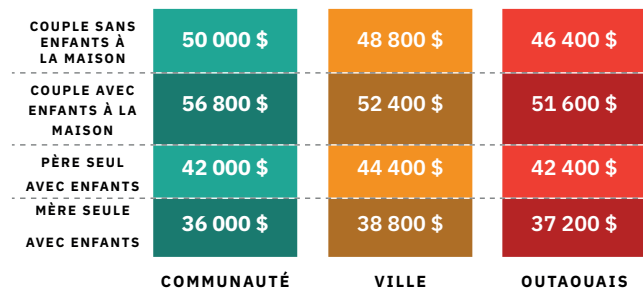 COUPLE SANS
ENFANTS À
LA MAISON
50 000 $
48 800 $
46 400 $
COUPLE AVEC
ENFANTS À LA
MAISON
56 800 $
52 400 $
51 600 $
PÈRE SEUL
AVEC ENFANTS
42 000 $
44 400 $
42 400 $
MÈRE SEULE
AVEC ENFANTS
36 000 $
38 800 $
37 200 $
COMMUNAUTÉ
VILLE
OUTAOUAIS